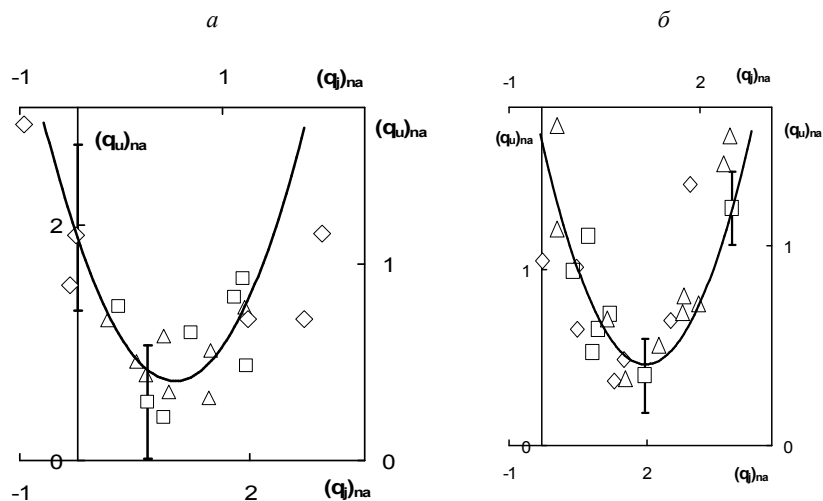 а б
-1 1 (qj)na
-1 2 (qj)na
(qu)na (qu)na
(qu)na (qu)na
2
1 1
1
0 0
0 0
-1 2 (qj)na
-1 2 (qj)na